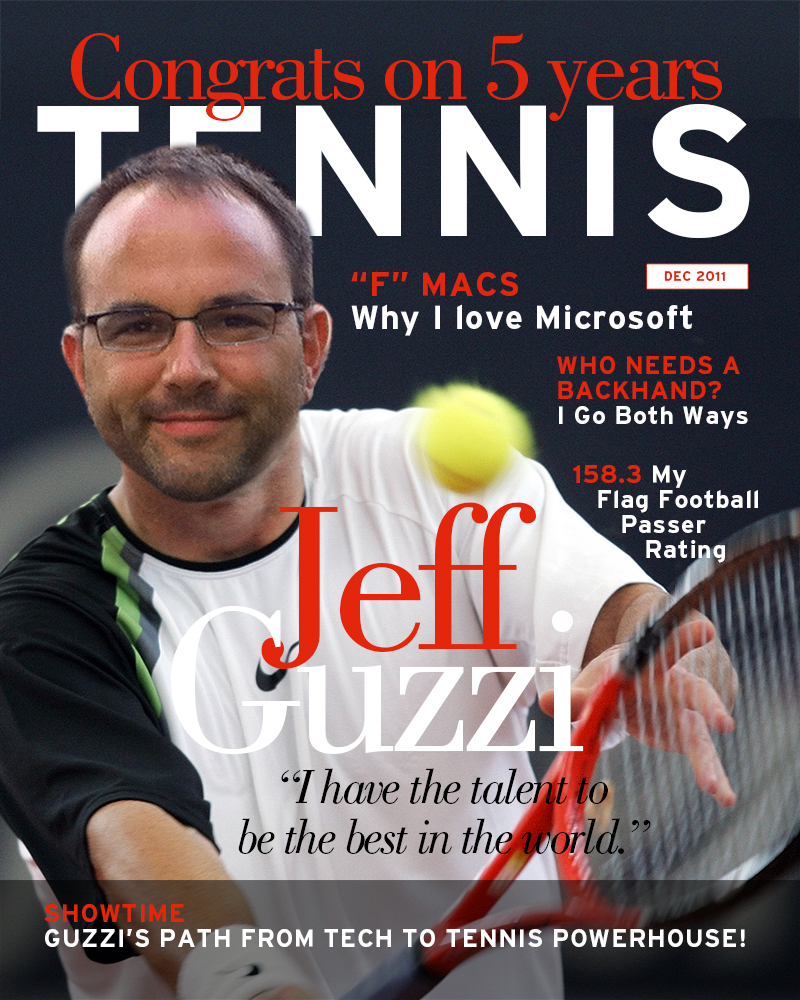 Congrats on 5 years
TENNIS
DEC 2011
“F” MACS
Why I love Microsoft
WHO NEEDS A
BACKHAND?
I Go Both Ways
158.3 My
Flag Football
Passer
Rating
Jeff
Guzzi
“I have the talent to
be the best in the world.”
SHOWTIME
GUZZI’S PATH FROM TECH TO TENNIS POWERHOUSE!